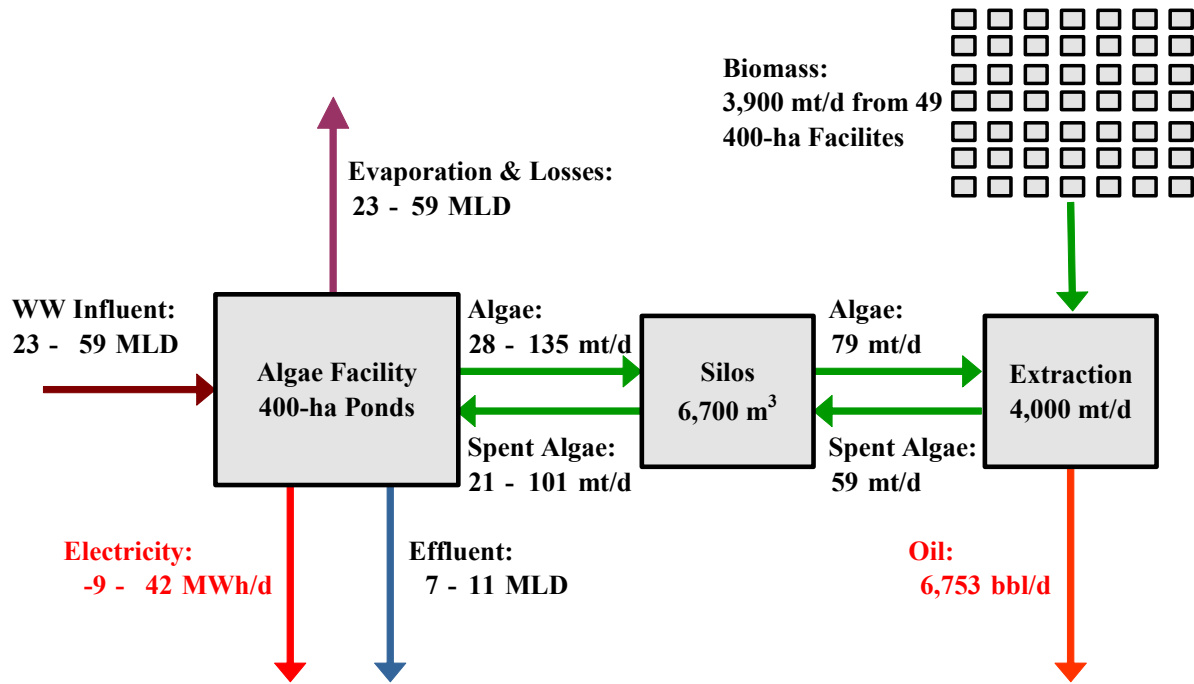 Biomass:
3,900 mt/d from 49
400-ha Facilites
Evaporation & Losses:
23 - 59 MLD
WW Influent:
23 - 59 MLD
Algae Facility
400-ha Ponds
Algae:
28 - 135 mt/d
Spent Algae:
21 - 101 mt/d
Silos
6,700 m³
Algae:
79 mt/d
Spent Algae:
59 mt/d
Extraction
4,000 mt/d
Electricity:
-9 - 42 MWh/d
Effluent:
7 - 11 MLD
Oil:
6,753 bbl/d